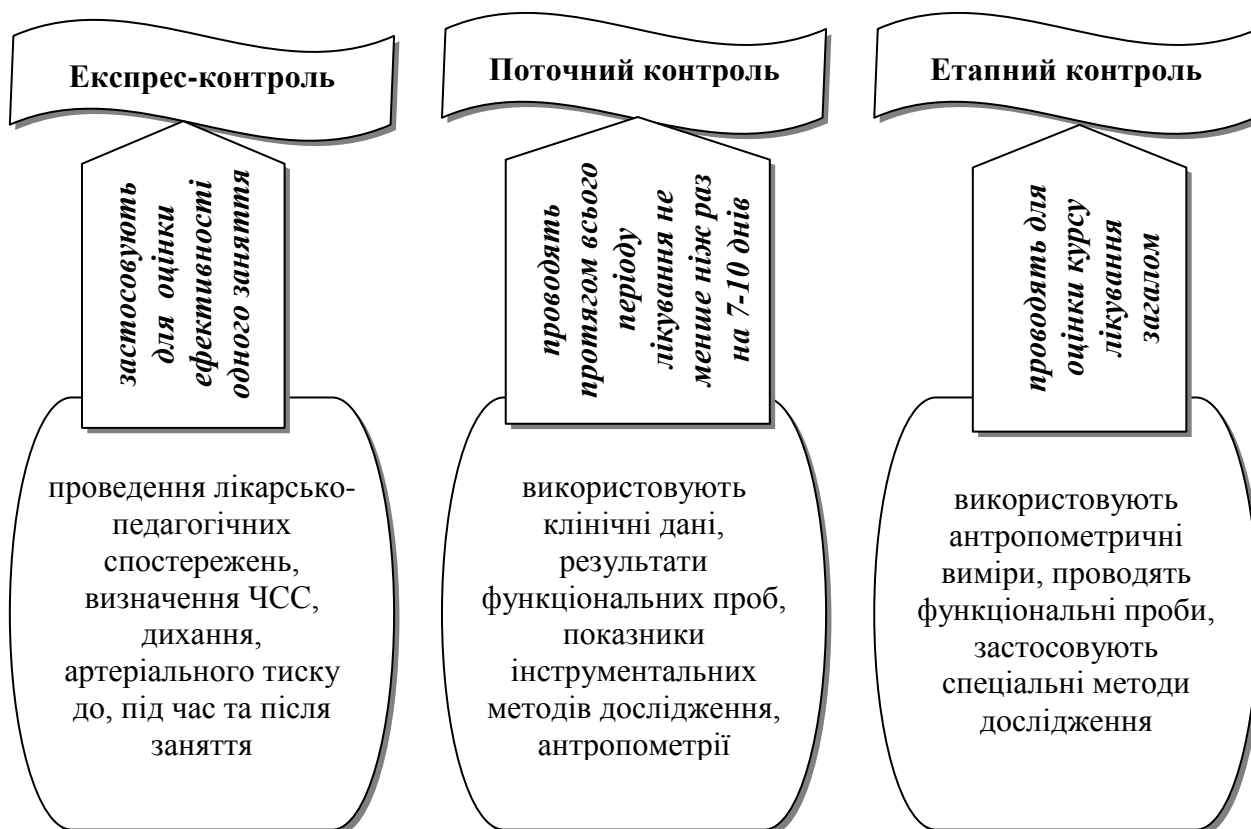 Експрес-контроль
застосовують
для оцінки
ефективності
одного заняття
проведення лікарсько-
педагогічних
спостережень,
визначення ЧСС,
дихання,
артеріального тиску
до, під час та після
заняття
Поточний контроль
проводять
протягом всього
періоду
лікування не
менше ніж раз
на 7-10 днів
використовують
клінічні дані,
результати
функціональних проб,
показники
інструментальних
методів дослідження,
антропометрії
Етапний контроль
проводять для
оцінки курсу
лікування
загалом
використовують
антропометричні
виміри, проводять
функціональні проби,
застосовують
спеціальні методи
дослідження